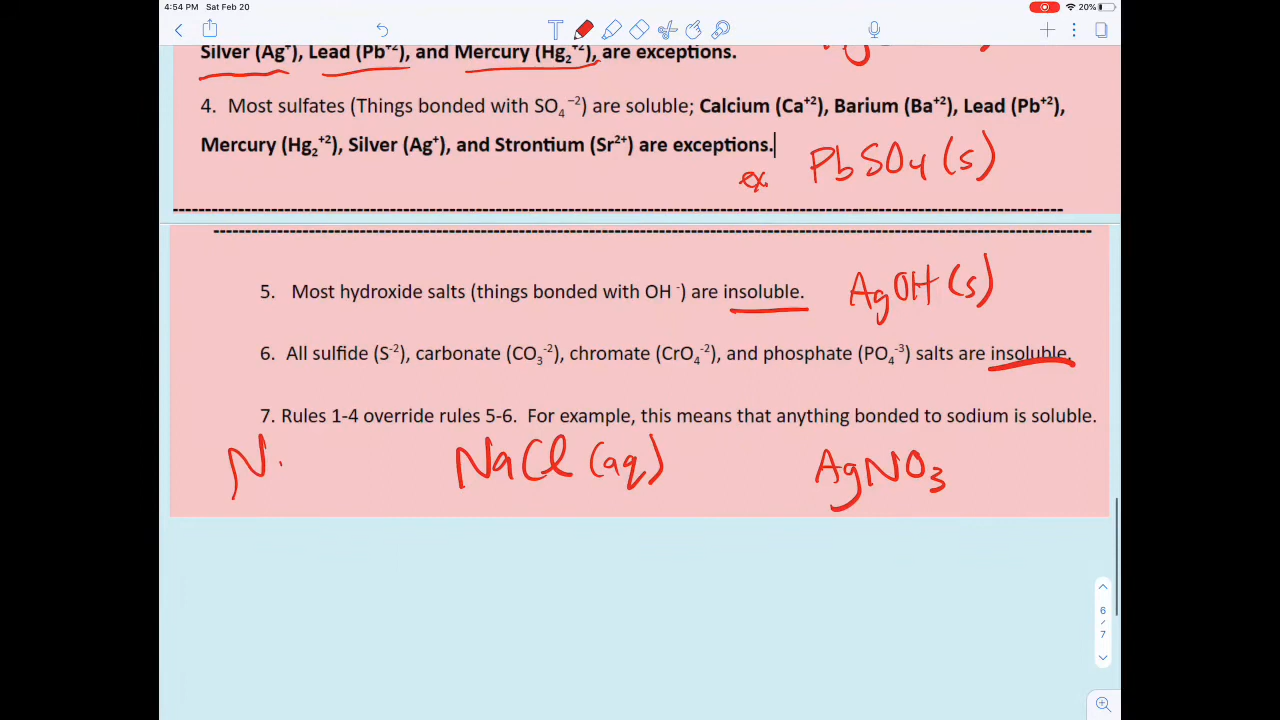 4:54 PM Sat Feb 20
20%
Silver (Ag⁺), Lead (Pb⁺²), and Mercury (Hg₂⁺²), are exceptions.
4. Most sulfates (Things bonded with SO₄⁻²) are soluble; Calcium (Ca⁺²), Barium (Ba⁺²), Lead (Pb⁺²),
Mercury (Hg₂⁺²), Silver (Ag⁺), and Strontium (Sr²⁺) are exceptions.
ex PbSO₄ (s)
5. Most hydroxide salts (things bonded with OH ⁻) are insoluble. AgOH (s)
6. All sulfide (S⁻²), carbonate (CO₃⁻²), chromate (CrO₄⁻²), and phosphate (PO₄⁻³) salts are insoluble.
7. Rules 1-4 override rules 5-6. For example, this means that anything bonded to sodium is soluble.
N NaCl (aq) AgNO₃
6
/
7